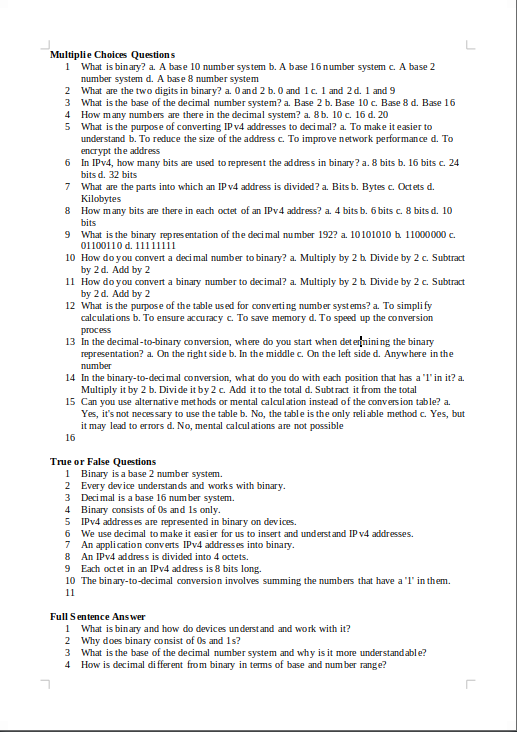 Multiplie Choices Questions
1 What is binary? a. A base 10 number system b. A base 16 number system c. A base 2
number system d. A base 8 number system
2 What are the two digits in binary? a. 0 and 2 b. 0 and 1 c. 1 and 2 d. 1 and 9
3 What is the base of the decimal number system? a. Base 2 b. Base 10 c. Base 8 d. Base 16
4 How many numbers are there in the decimal system? a. 8 b. 10 c. 16 d. 20
5 What is the purpose of converting IPv4 addresses to decimal? a. To make it easier to
understand b. To reduce the size of the address c. To improve network performance d. To
encrypt the address
6 In IPv4, how many bits are used to represent the address in binary? a. 8 bits b. 16 bits c. 24
bits d. 32 bits
7 What are the parts into which an IPv4 address is divided? a. Bits b. Bytes c. Octets d.
Kilobytes
8 How many bits are there in each octet of an IPv4 address? a. 4 bits b. 6 bits c. 8 bits d. 10
bits
9 What is the binary representation of the decimal number 192? a. 10101010 b. 11000000 c.
01100110 d. 11111111
10 How do you convert a decimal number to binary? a. Multiply by 2 b. Divide by 2 c. Subtract
by 2 d. Add by 2
11 How do you convert a binary number to decimal? a. Multiply by 2 b. Divide by 2 c. Subtract
by 2 d. Add by 2
12 What is the purpose of the table used for converting number systems? a. To simplify
calculations b. To ensure accuracy c. To save memory d. To speed up the conversion
process
13 In the decimal-to-binary conversion, where do you start when determining the binary
representation? a. On the right side b. In the middle c. On the left side d. Anywhere in the
number
14 In the binary-to-decimal conversion, what do you do with each position that has a '1' in it? a.
Multiply it by 2 b. Divide it by 2 c. Add it to the total d. Subtract it from the total
15 Can you use alternative methods or mental calculation instead of the conversion table? a.
Yes, it's not necessary to use the table b. No, the table is the only reliable method c. Yes, but
it may lead to errors d. No, mental calculations are not possible
16
True or False Questions
1 Binary is a base 2 number system.
2 Every device understands and works with binary.
3 Decimal is a base 16 number system.
4 Binary consists of 0s and 1s only.
5 IPv4 addresses are represented in binary on devices.
6 We use decimal to make it easier for us to insert and understand IPv4 addresses.
7 An application converts IPv4 addresses into binary.
8 An IPv4 address is divided into 4 octets.
9 Each octet in an IPv4 address is 8 bits long.
10 The binary-to-decimal conversion involves summing the numbers that have a '1' in them.
11
Full Sentence Answer
1 What is binary and how do devices understand and work with it?
2 Why does binary consist of 0s and 1s?
3 What is the base of the decimal number system and why is it more understandable?
4 How is decimal different from binary in terms of base and number range?